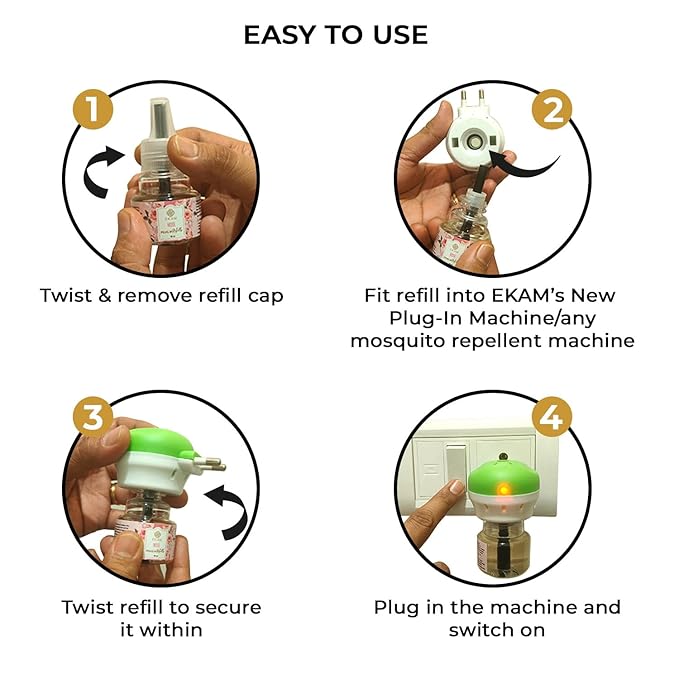 EASY TO USE
1
Twist & remove refill cap
2
Fit refill into EKAM’s New
Plug-In Machine/any
mosquito repellent machine
EKAM
3
Twist refill to secure
it within
4
Plug in the machine and
switch on